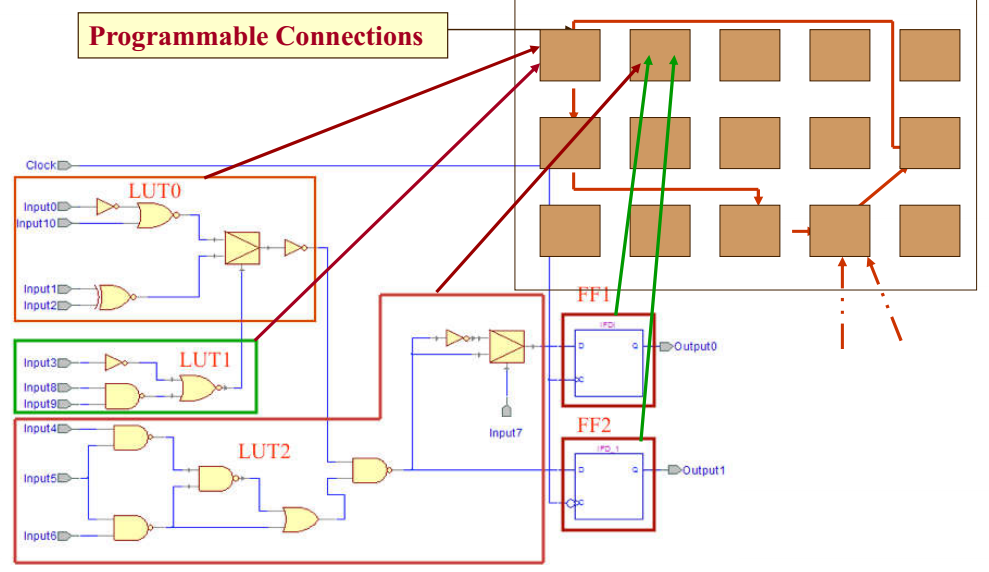 Programmable Connections
Clock
LUT0
Input0
Input10
Input1
Input2
Input3
LUT1
Input8
Input9
Input4
Input5
LUT2
Input6
Input7
FF1
D
Q
C
Output0
FF2
D
Q
C
Output1